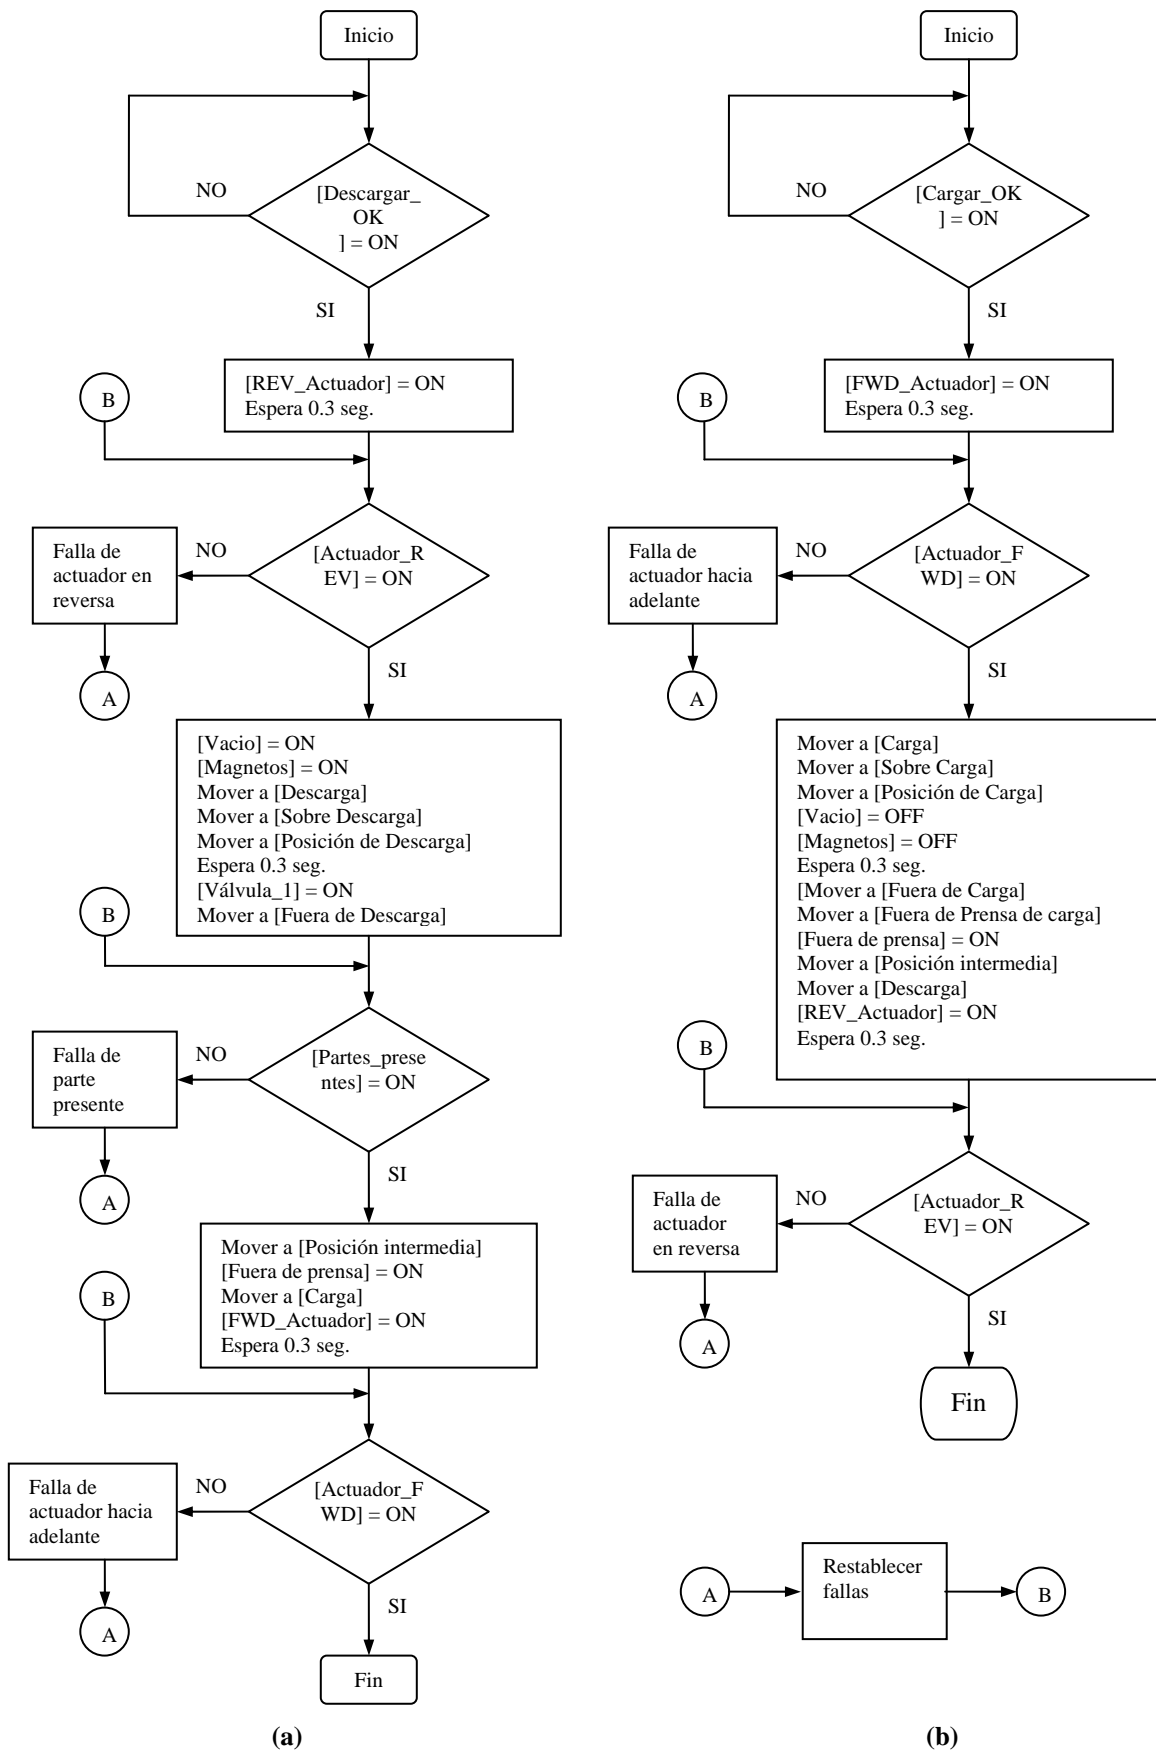 Inicio
NO
[Descargar_
OK
] = ON
SI
B
[REV_Actuador] = ON
Espera 0.3 seg.
Falla de
actuador en
reversa
NO
[Actuador_R
EV] = ON
A
SI
[Vacio] = ON
[Magnetos] = ON
Mover a [Descarga]
Mover a [Sobre Descarga]
Mover a [Posición de Descarga]
Espera 0.3 seg.
[Válvula_1] = ON
Mover a [Fuera de Descarga]
B
Falla de
parte
presente
NO
[Partes_prese
ntes] = ON
A
SI
Mover a [Posición intermedia]
[Fuera de prensa] = ON
Mover a [Carga]
[FWD_Actuador] = ON
Espera 0.3 seg.
B
Falla de
actuador hacia
adelante
NO
[Actuador_F
WD] = ON
A
SI
Fin
(a)
Inicio
NO
[Cargar_OK
] = ON
SI
B
[FWD_Actuador] = ON
Espera 0.3 seg.
Falla de
actuador hacia
adelante
NO
[Actuador_F
WD] = ON
A
SI
Mover a [Carga]
Mover a [Sobre Carga]
Mover a [Posición de Carga]
[Vacio] = OFF
[Magnetos] = OFF
Espera 0.3 seg.
[Mover a [Fuera de Carga]
Mover a [Fuera de Prensa de carga]
[Fuera de prensa] = ON
Mover a [Posición intermedia]
Mover a [Descarga]
[REV_Actuador] = ON
Espera 0.3 seg.
B
Falla de
actuador
en reversa
NO
[Actuador_R
EV] = ON
A
SI
Fin
A
Restablecer
fallas
B
(b)